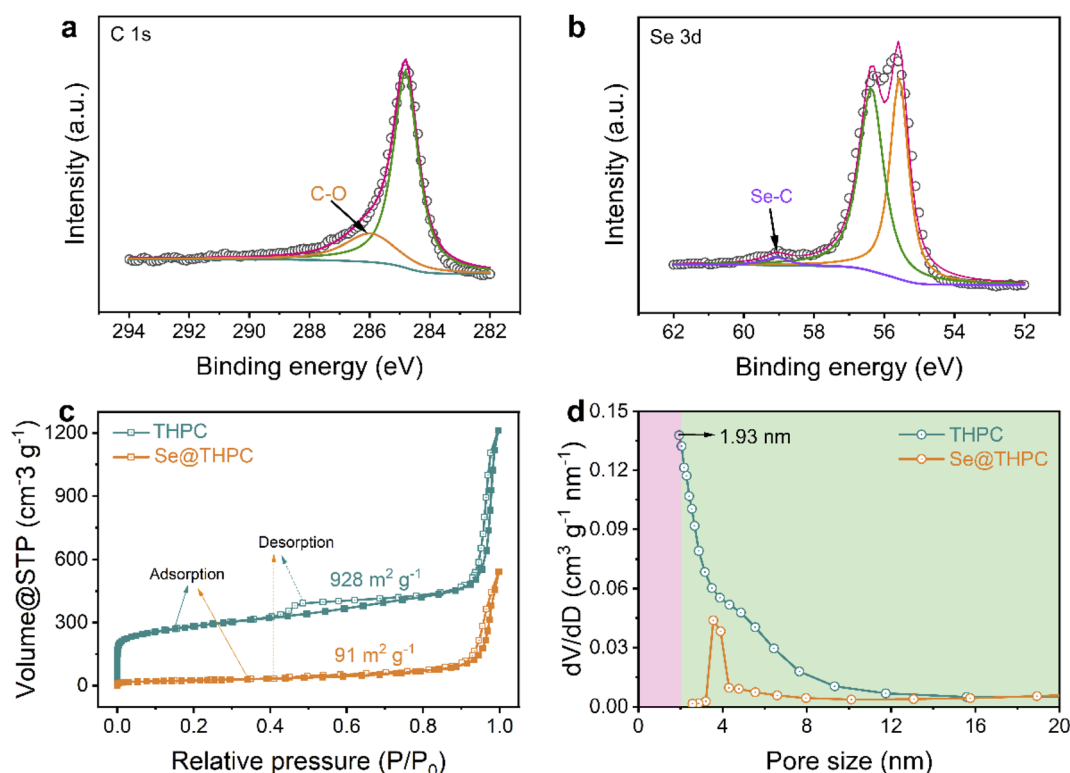 a
C 1s
C-O
Intensity (a.u.)
294 292 290 288 286 284 282
Binding energy (eV)
b
Se 3d
Se-C
Intensity (a.u.)
62 60 58 56 54 52
Binding energy (eV)
c
THPC
Se@THPC
Desorption
Adsorption
928 m² g⁻¹
91 m² g⁻¹
1200
900
600
300
0
Volume@STP (cm⁻3 g⁻¹)
0.0 0.2 0.4 0.6 0.8 1.0
Relative pressure (P/P₀)
d
1.93 nm
THPC
Se@THPC
0.15
0.12
0.09
0.06
0.03
0.00
dV/dD (cm³ g⁻¹ nm⁻¹)
0 4 8 12 16 20
Pore size (nm)